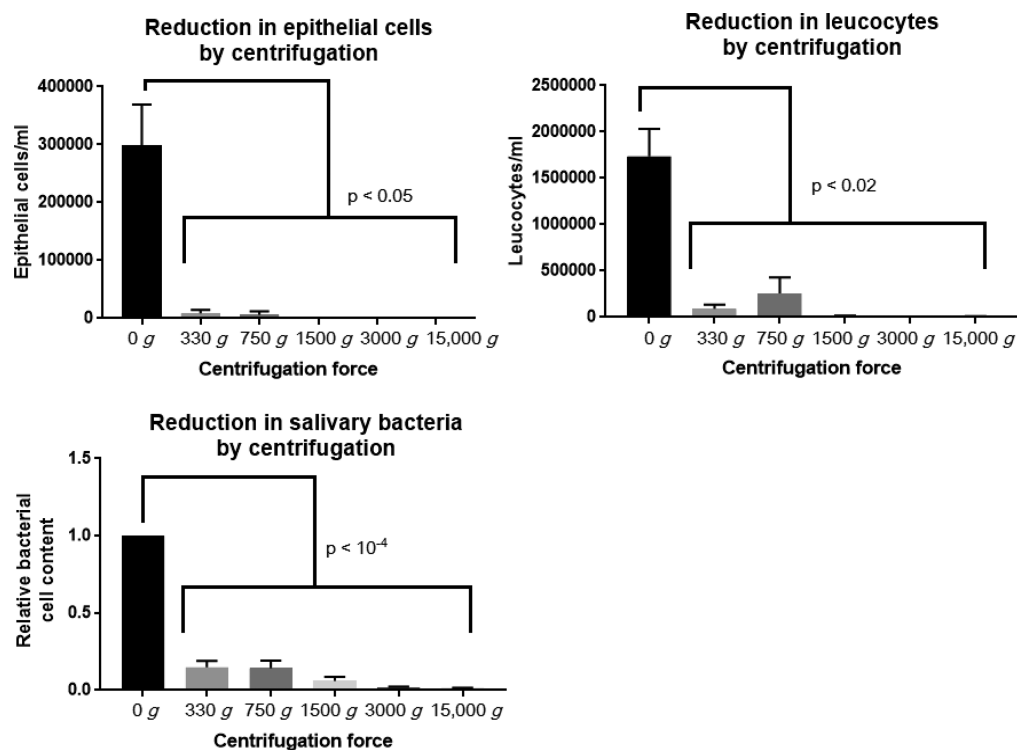 Reduction in epithelial cells
by centrifugation
400000
300000
200000
100000
0
Epithelial cells/ml
p < 0.05
0 g 330 g 750 g 1500 g 3000 g 15,000 g
Centrifugation force
Reduction in leucocytes
by centrifugation
2500000
2000000
1500000
1000000
500000
0
Leucocytes/ml
p < 0.02
0 g 330 g 750 g 1500 g 3000 g 15,000 g
Centrifugation force
Reduction in salivary bacteria
by centrifugation
1.5
1.0
0.5
0.0
Relative bacterial
cell content
p < 10⁻⁴
0 g 330 g 750 g 1500 g 3000 g 15,000 g
Centrifugation force